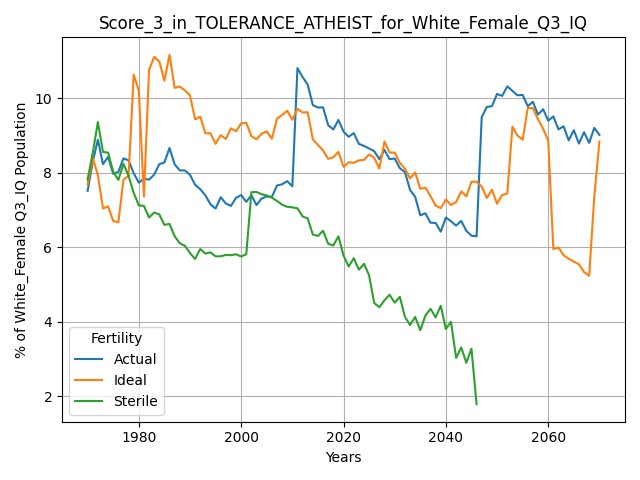 Score_3_in_TOLERANCE_ATHEIST_for_White_Female_Q3_IQ
% of White_Female Q3_IQ Population
10
8
6
4
2
Fertility
Actual
Ideal
Sterile
1980 2000 2020 2040 2060
Years